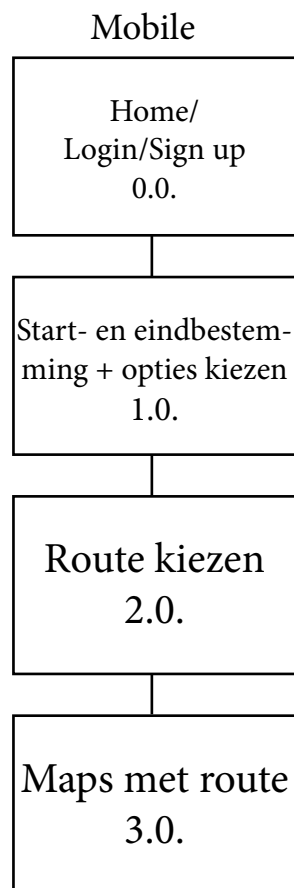 Mobile
Home/
Login/Sign up
0.0.
Start- en eindbestem-
ming + opties kiezen
1.0.
Route kiezen
2.0.
Maps met route
3.0.